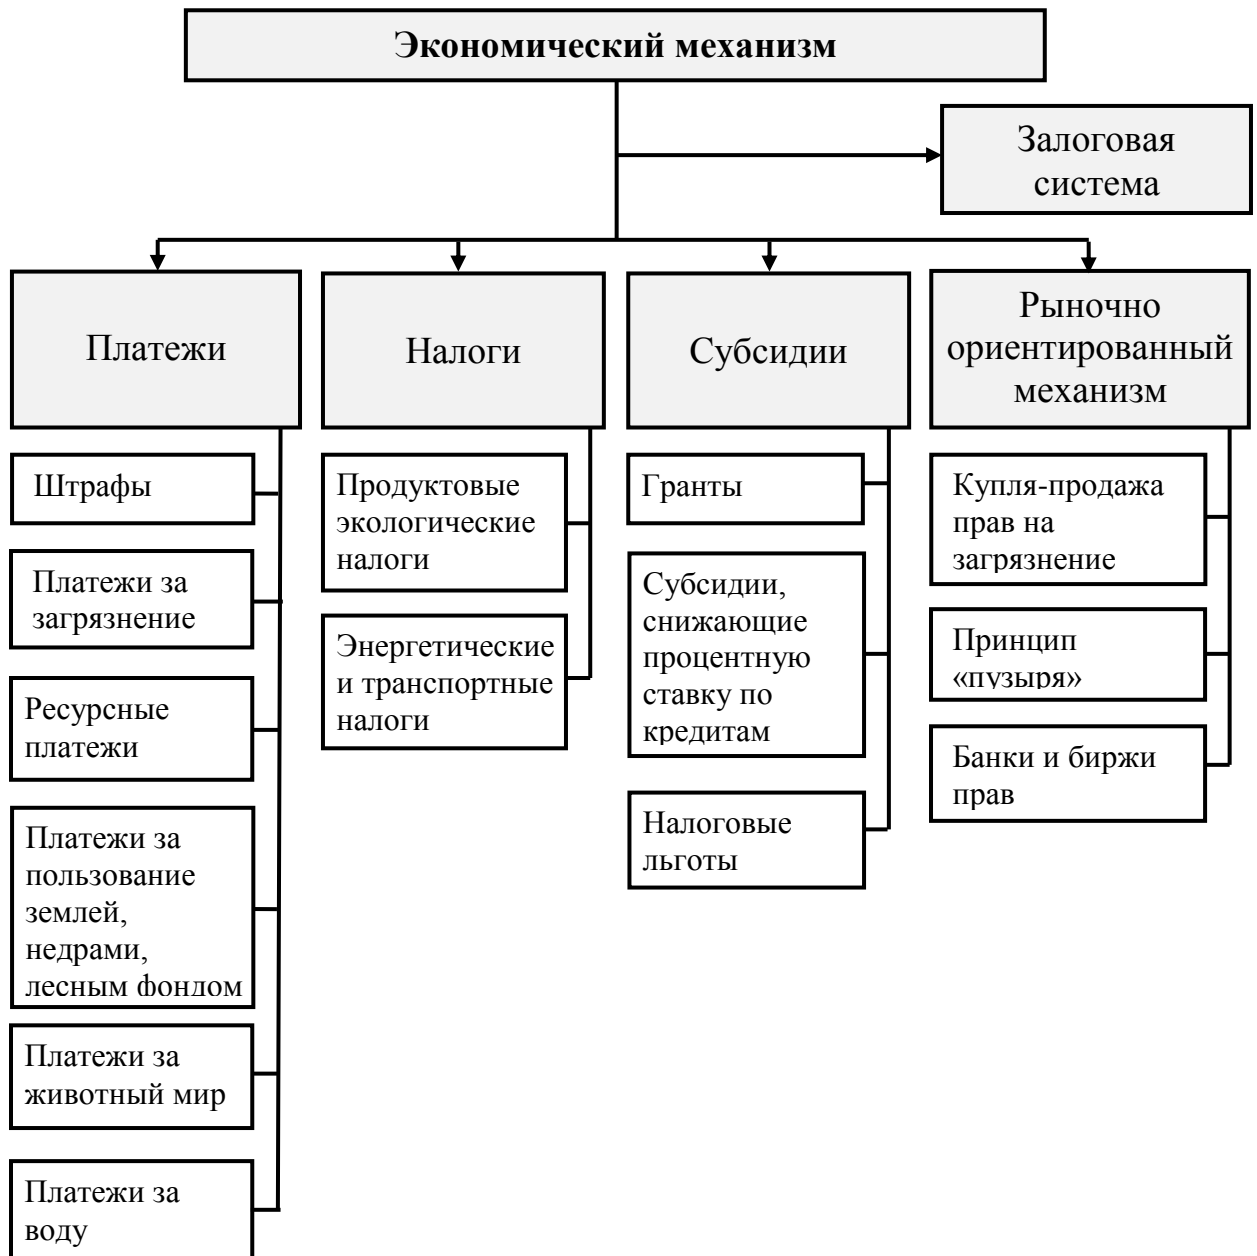 Экономический механизм
Залоговая
система
Платежи
Налоги
Субсидии
Рыночно
ориентированный
механизм
Штрафы
Платежи за
загрязнение
Ресурсные
платежи
Платежи за
пользование
землей,
недрами,
лесным фондом
Платежи за
животный мир
Платежи за
воду
Продуктовые
экологические
налоги
Энергетические
и транспортные
налоги
Гранты
Субсидии,
снижающие
процентную
ставку по
кредитам
Налоговые
льготы
Купля-продажа
прав на
загрязнение
Принцип
«пузыря»
Банки и биржи
прав